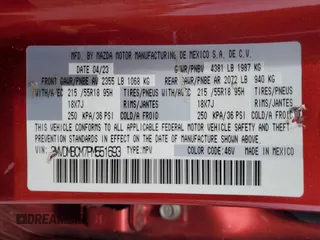 MFD. BY MAZDA MOTOR MANUFACTURING DE MEXICO S.A. DE C.V.
DATE 04/23 GVWR/PNBV 4381 LB 1987 KG
FRONT GAWR/PNBE AV 2355 LB 1068 KG REAR GAWR/PNBE AR 2072 LB 940 KG
WITH/AVEC 215/55R18 95H TIRES/PNEUS WITH/AVEC 215/55R18 95H TIRES/PNEUS
18X7J RIMS/JANTES 18X7J RIMS/JANTES
250 KPA/36 PSI COLD/A FROID 250 KPA/36 PSI COLD/A FROID
THIS VEHICLE CONFORMS TO ALL APPLICABLE FEDERAL MOTOR
VEHICLE SAFETY, BUMPER, AND THEFT PREVENTION STANDARDS
IN EFFECT ON THE DATE OF MANUFACTURE SHOWN ABOVE.
TYPE:MPV COLOR CODE:46V MADE IN MEXICO